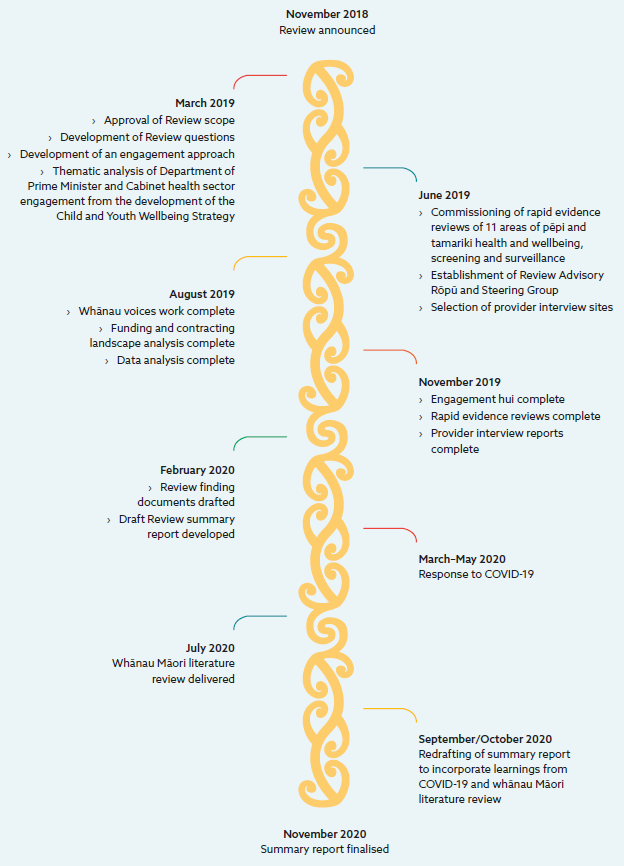 November 2018
Review announced
March 2019
› Approval of Review scope
› Development of Review questions
› Development of an engagement approach
› Thematic analysis of Department of
Prime Minister and Cabinet health sector
engagement from the development of the
Child and Youth Wellbeing Strategy
June 2019
› Commissioning of rapid evidence
reviews of 11 areas of pēpi and
tamariki health and wellbeing,
screening and surveillance
› Establishment of Review Advisory
Rōpū and Steering Group
› Selection of provider interview sites
August 2019
› Whānau voices work complete
› Funding and contracting
landscape analysis complete
› Data analysis complete
November 2019
› Engagement hui complete
› Rapid evidence reviews complete
› Provider interview reports
complete
February 2020
› Review finding
documents drafted
› Draft Review summary
report developed
March–May 2020
Response to COVID-19
July 2020
Whānau Māori literature
review delivered
September/October 2020
Redrafting of summary report
to incorporate learnings from
COVID-19 and whānau Māori
literature review
November 2020
Summary report finalised